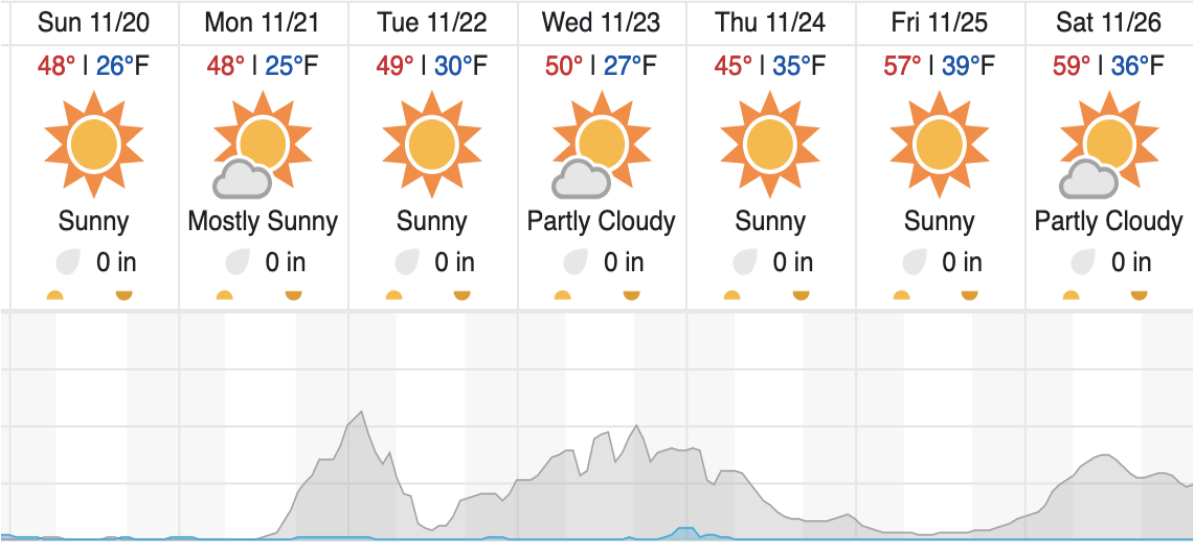 Sun 11/20 Mon 11/21 Tue 11/22 Wed 11/23 Thu 11/24 Fri 11/25 Sat 11/26
48° | 26°F 48° | 25°F 49° | 30°F 50° | 27°F 45° | 35°F 57° | 39°F 59° | 36°F
Sunny Mostly Sunny Sunny Partly Cloudy Sunny Sunny Partly Cloudy
0 in 0 in 0 in 0 in 0 in 0 in 0 in